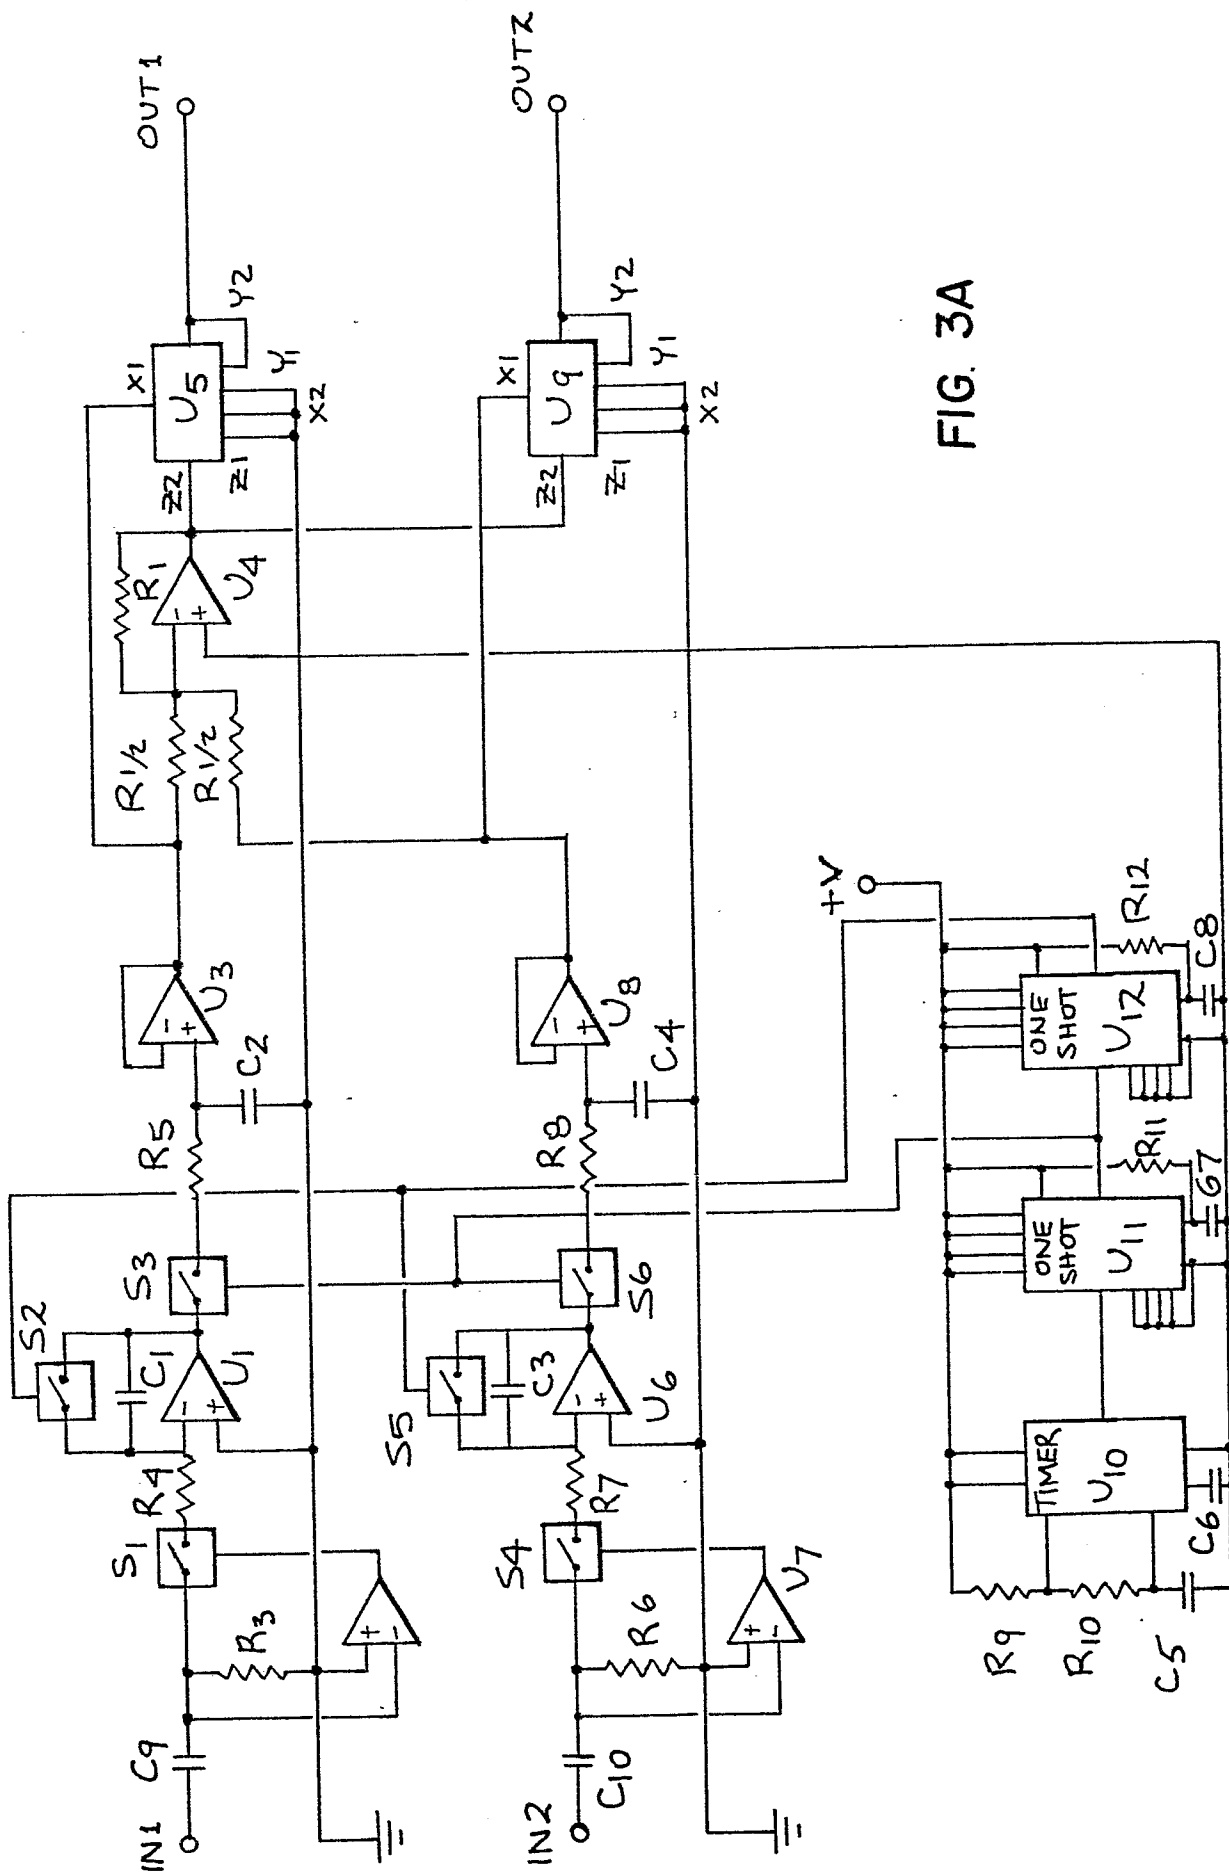 IN1
C9
R3
S1
R4
S2
C1
-
+
U1
S3
R5
C2
-
+
U3
R1/2
R1/2
R1
-
+
U4
X1
U5
Z2
Z1
X2
Y1
Y2
OUT1
+
-
IN2
C10
R6
S4
R7
S5
C3
-
+
U6
S6
R8
C4
-
+
U8
X1
U9
Z2
Z1
X2
Y1
Y2
OUT2
+
-
U7
+V
R9
R10
C5
TIMER
U10
C6
ONE
SHOT
U11
R11
G7
ONE
SHOT
U12
R12
C8
FIG. 3A